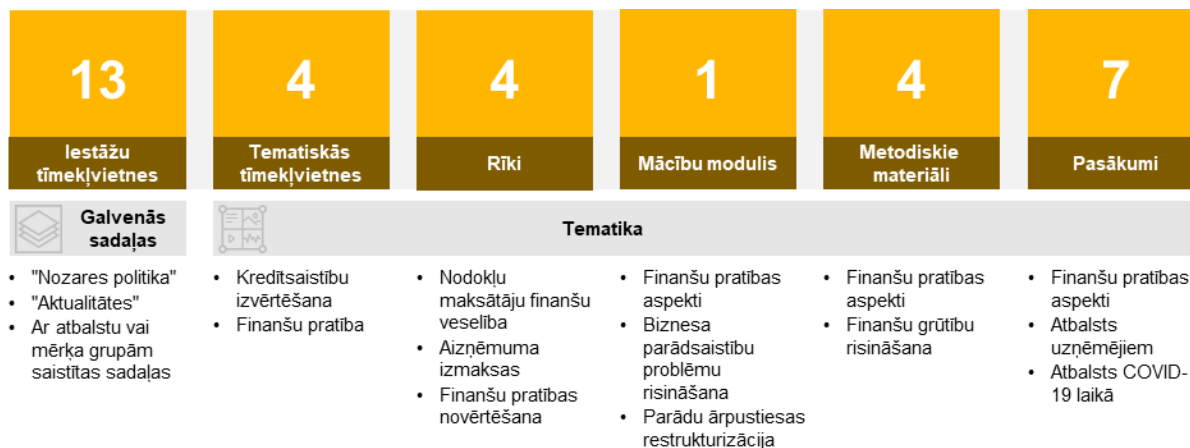 13
4
4
1
4
7
Iestāžu
tīmekļvietnes
Tematiskās
tīmekļvietnes
Rīki
Mācību modulis
Metodiskie
materiāli
Pasākumi
Galvenās
sadaļas
Tematika
• "Nozares politika"
• "Aktualitātes"
• Ar atbalstu vai
mērķa grupām
saistītas sadaļas
• Kredītsaistību
izvērtēšana
• Finanšu pratība
• Nodokļu
maksātāju finanšu
veselība
• Aizņēmuma
izmaksas
• Finanšu pratības
novērtēšana
• Finanšu pratības
aspekti
• Biznesa
parādsaistību
problēmu
risināšana
• Parādu ārpustiesas
restrukturizācija
• Finanšu pratības
aspekti
• Finanšu grūtību
risināšana
• Finanšu pratības
aspekti
• Atbalsts
uzņēmējiem
• Atbalsts COVID-
19 laikā